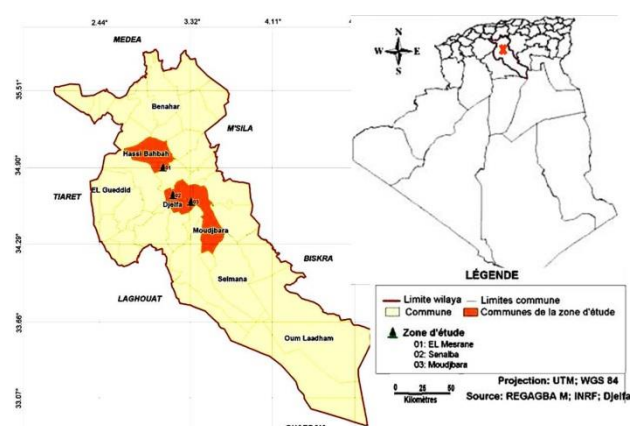 2.44° 3.32 4.11°
MEDEA
35.51°
Benahar
M'SILA
Hassi Bahbah
34.90°
01
TIARET
EL Gueddid
02
Djelfa
03
34.29°
Moudjbara
BISKRA
Selmana
LAGHOUAT
33.66°
Oum Laadham
33.07°
N
W E
S
LÉGENDE
Limite wilaya Limites commune
Commune Communes de la zone d'étude
Zone d'étude
01: EL Mesrane
02: Senalba
03: Moudjbara
0 25 50
Kilomètres
Projection: UTM; WGS 84
Source: REGAGBA M; INRF; Djelfa